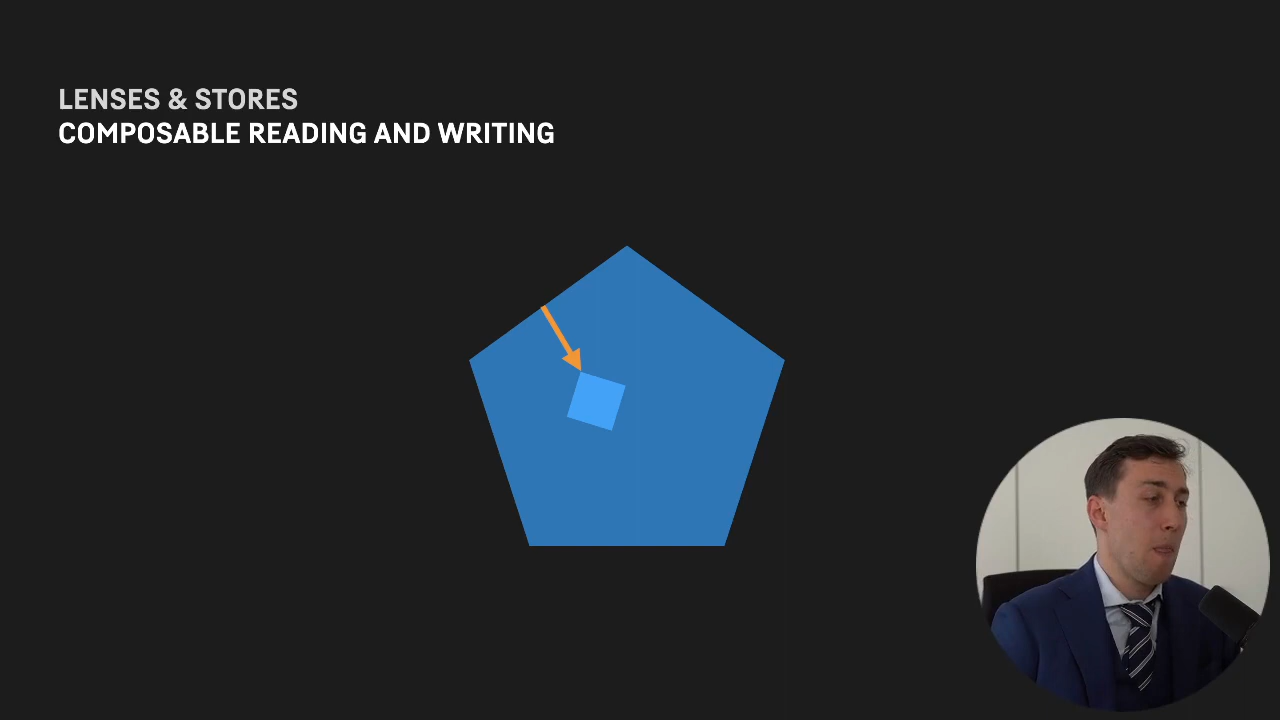 LENSES & STORES
COMPOSABLE READING AND WRITING